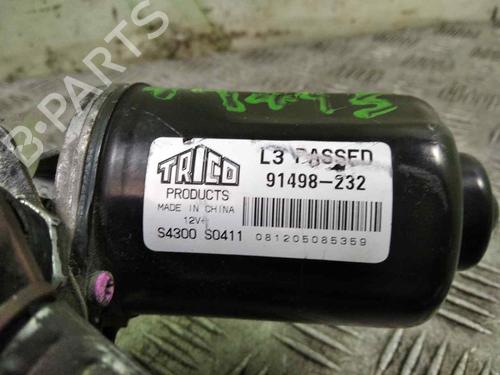 B-PARTS
TRICO
PRODUCTS
MADE IN CHINA
12V
S4300 S0411
L3 PASSED
91498-232
081205085359